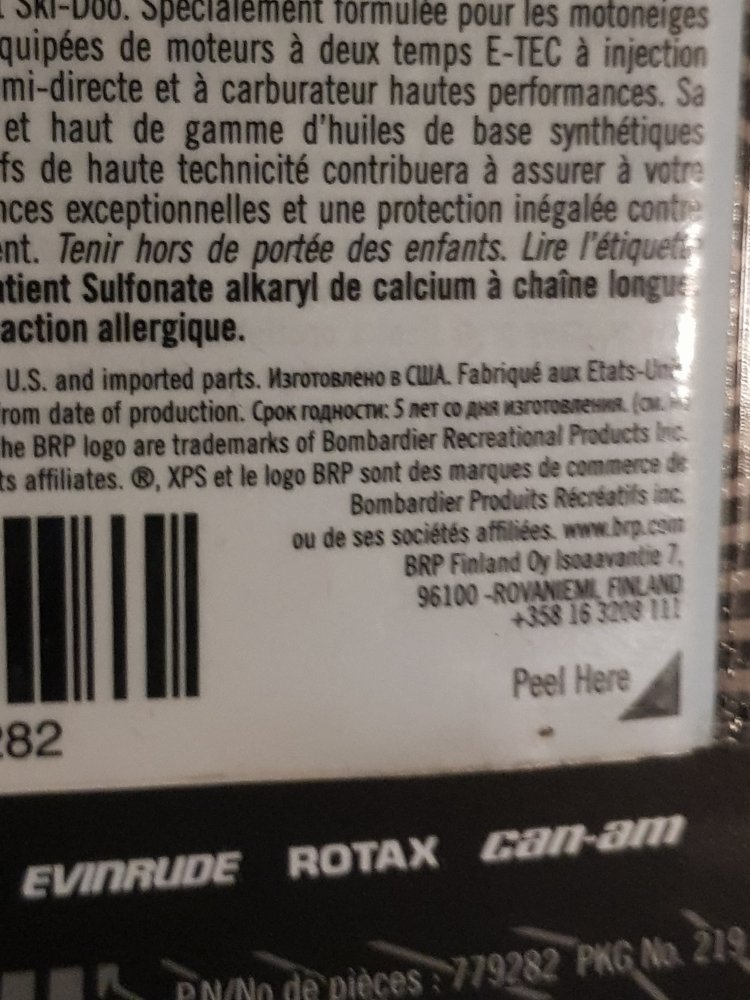 SKI-DOO. Spécialement formulée pour les motoneiges
quipées de moteurs à deux temps E-TEC à injection
mi-directe et à carburateur hautes performances. Sa
et haut de gamme d'huiles de base synthétiques
fs de haute technicité contribuera à assurer à votre
nces exceptionnelles et une protection inégalée contre
ent. Tenir hors de portée des enfants. Lire l'étiquette
ntient Sulfonate alkaryl de calcium à chaîne longue
action allergique.
U.S. and imported parts. Изготовлено в США. Fabriqué aux Etats-Unis
rom date of production. Срок годности: 5 лет со дня изготовления. (см.
he BRP logo are trademarks of Bombardier Recreational Products Inc.
ts affiliates. ®, XPS et le logo BRP sont des marques de commerce de
Bombardier Produits Récréatifs inc.
ou de ses sociétés affiliées. www.brp.com
BRP Finland Oy Isoaavantie 7,
96100 -ROVANIEMI, FINLAND
+358 16 3208 111
Peel Here
282
EVINRUDE ROTAX can-am
P.N/No de pièces : 779282 PKG No. 219